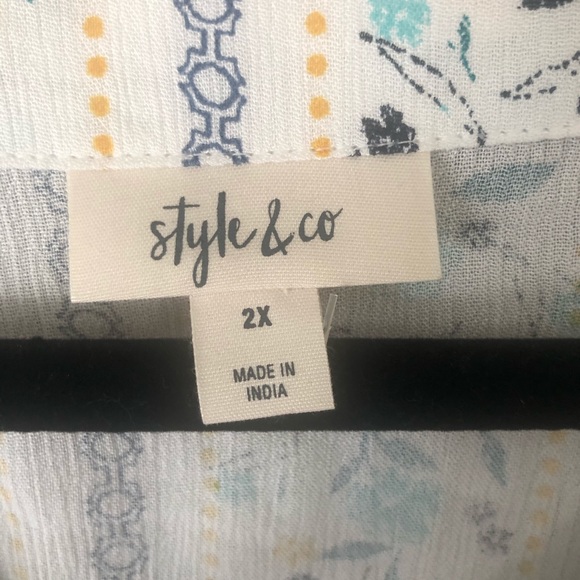 style & co
2X
MADE IN
INDIA